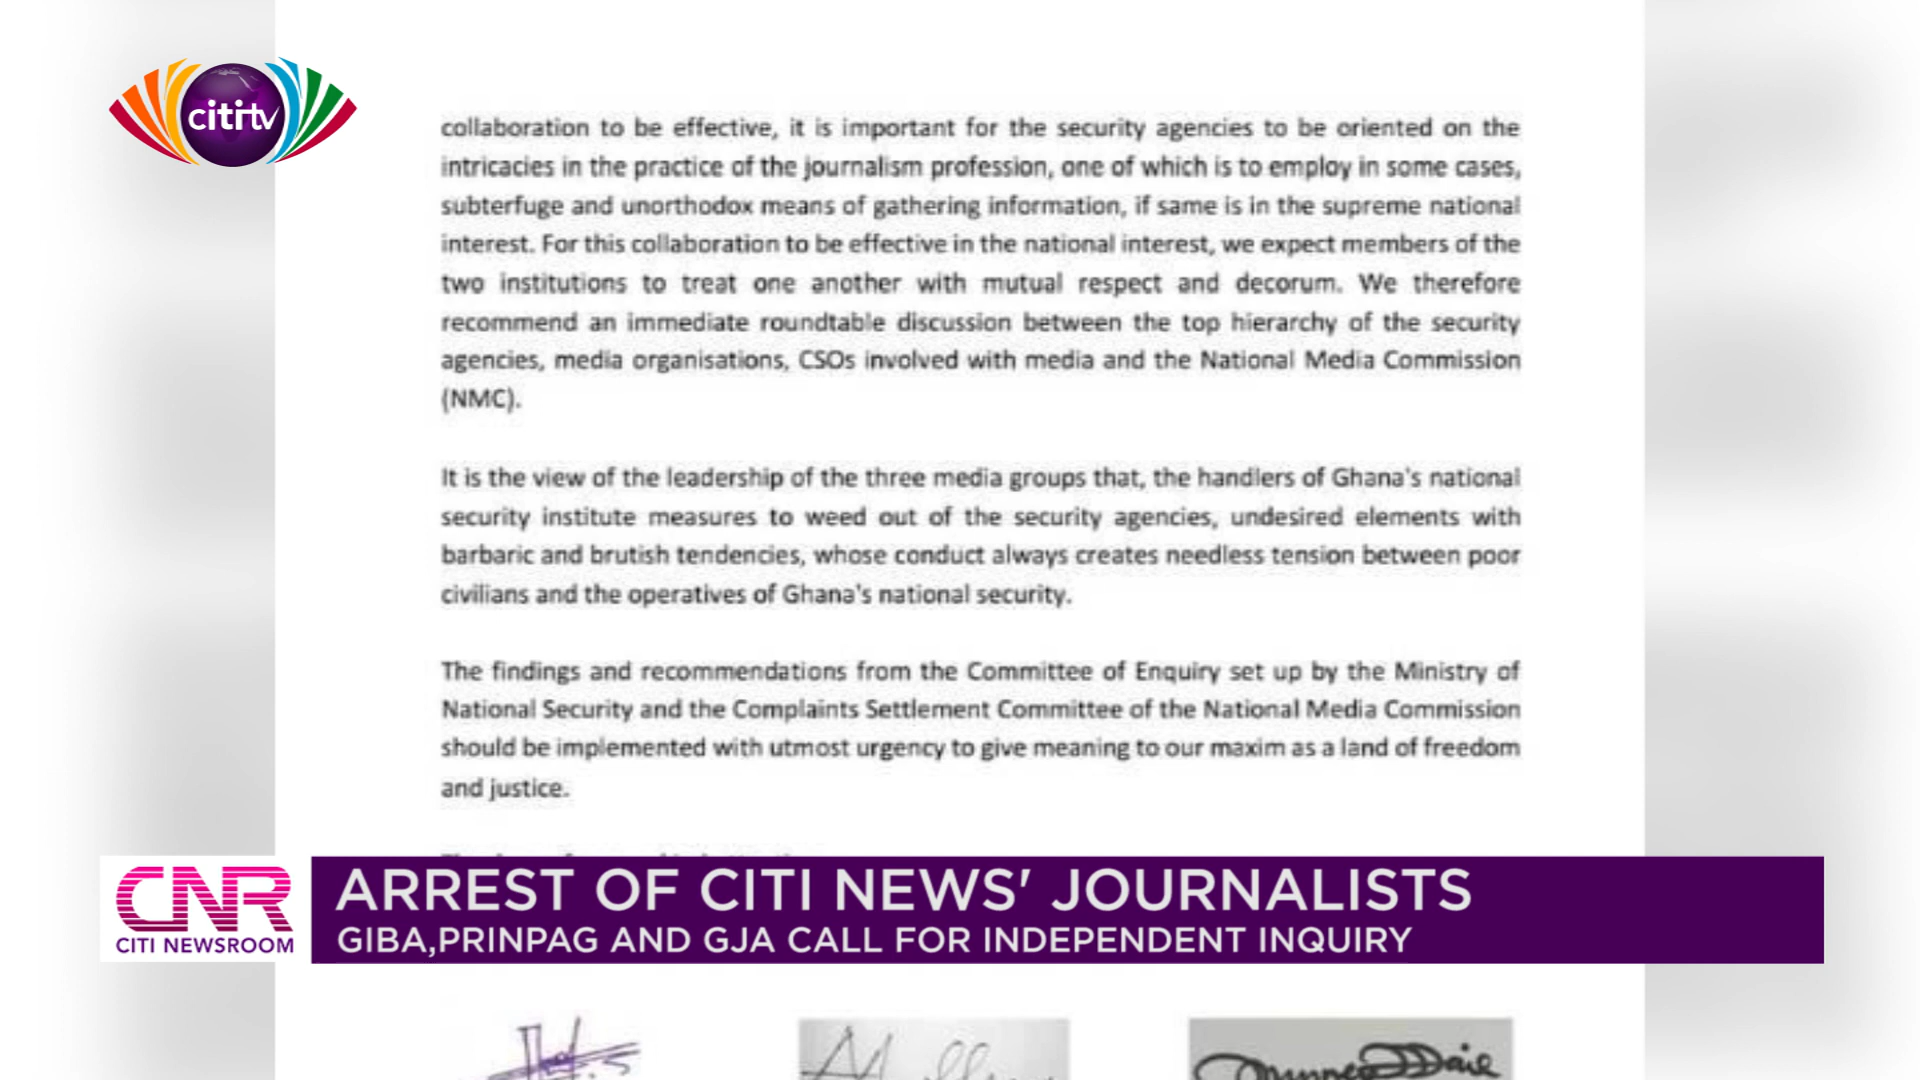 cititv
collaboration to be effective, it is important for the security agencies to be oriented on the
intricacies in the practice of the journalism profession, one of which is to employ in some cases,
subterfuge and unorthodox means of gathering information, if same is in the supreme national
interest. For this collaboration to be effective in the national interest, we expect members of the
two institutions to treat one another with mutual respect and decorum. We therefore
recommend an immediate roundtable discussion between the top hierarchy of the security
agencies, media organisations, CSOs involved with media and the National Media Commission
(NMC).
It is the view of the leadership of the three media groups that, the handlers of Ghana's national
security institute measures to weed out of the security agencies, undesired elements with
barbaric and brutish tendencies, whose conduct always creates needless tension between poor
civilians and the operatives of Ghana's national security.
The findings and recommendations from the Committee of Enquiry set up by the Ministry of
National Security and the Complaints Settlement Committee of the National Media Commission
should be implemented with utmost urgency to give meaning to our maxim as a land of freedom
and justice.
CNR
CITI NEWSROOM
ARREST OF CITI NEWS' JOURNALISTS
GIBA,PRINPAG AND GJA CALL FOR INDEPENDENT INQUIRY